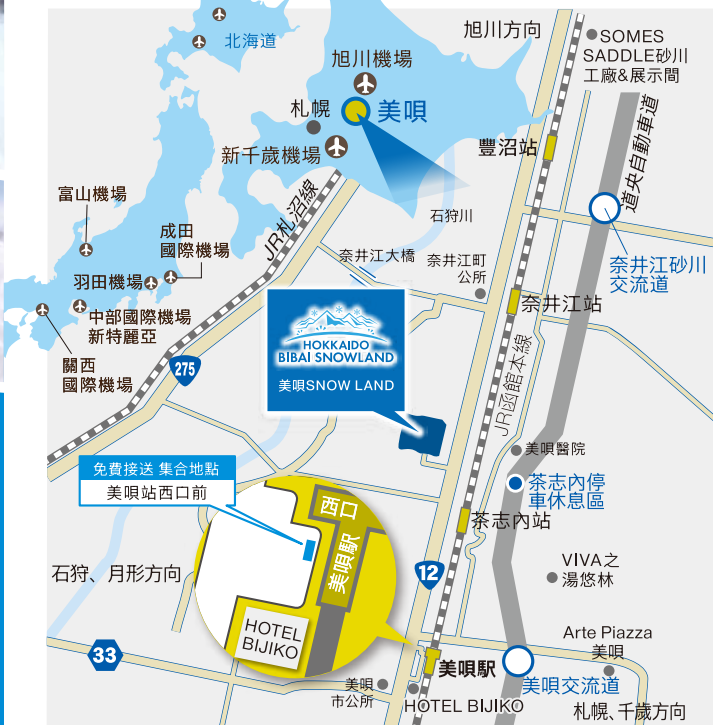 北海道
旭川機場
札幌
美唄
新千歳機場
富山機場
成田
國際機場
羽田機場
中部國際機場
新特麗亞
關西
國際機場
旭川方向
SOMES
SADDLE砂川
工廠&展示間
道央自動車道
豐沼站
石狩川
JR札沼線
奈井江大橋
奈井江町
公所
奈井江砂川
交流道
奈井江站
HOKKAIDO
BIBAI SNOWLAND
美唄SNOW LAND
275
JR函館本線
美唄醫院
茶志內停
車休息區
茶志內站
免費接送 集合地點
美唄站西口前
西口
美唄駅
HOTEL
BIJIKO
石狩、月形方向
12
VIVA之
湯悠林
33
Arte Piazza
美唄
美唄駅
美唄交流道
美唄
市公所
HOTEL BIJIKO
札幌、千歲方向